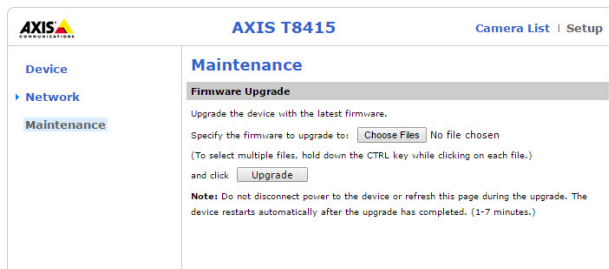 AXIS
COMMUNICATIONS
AXIS T8415
Camera List | Setup
Device
Network
Maintenance
Maintenance
Firmware Upgrade
Upgrade the device with the latest firmware.
Specify the firmware to upgrade to: Choose Files No file chosen
(To select multiple files, hold down the CTRL key while clicking on each file.)
and click Upgrade
Note: Do not disconnect power to the device or refresh this page during the upgrade. The
device restarts automatically after the upgrade has completed. (1-7 minutes.)